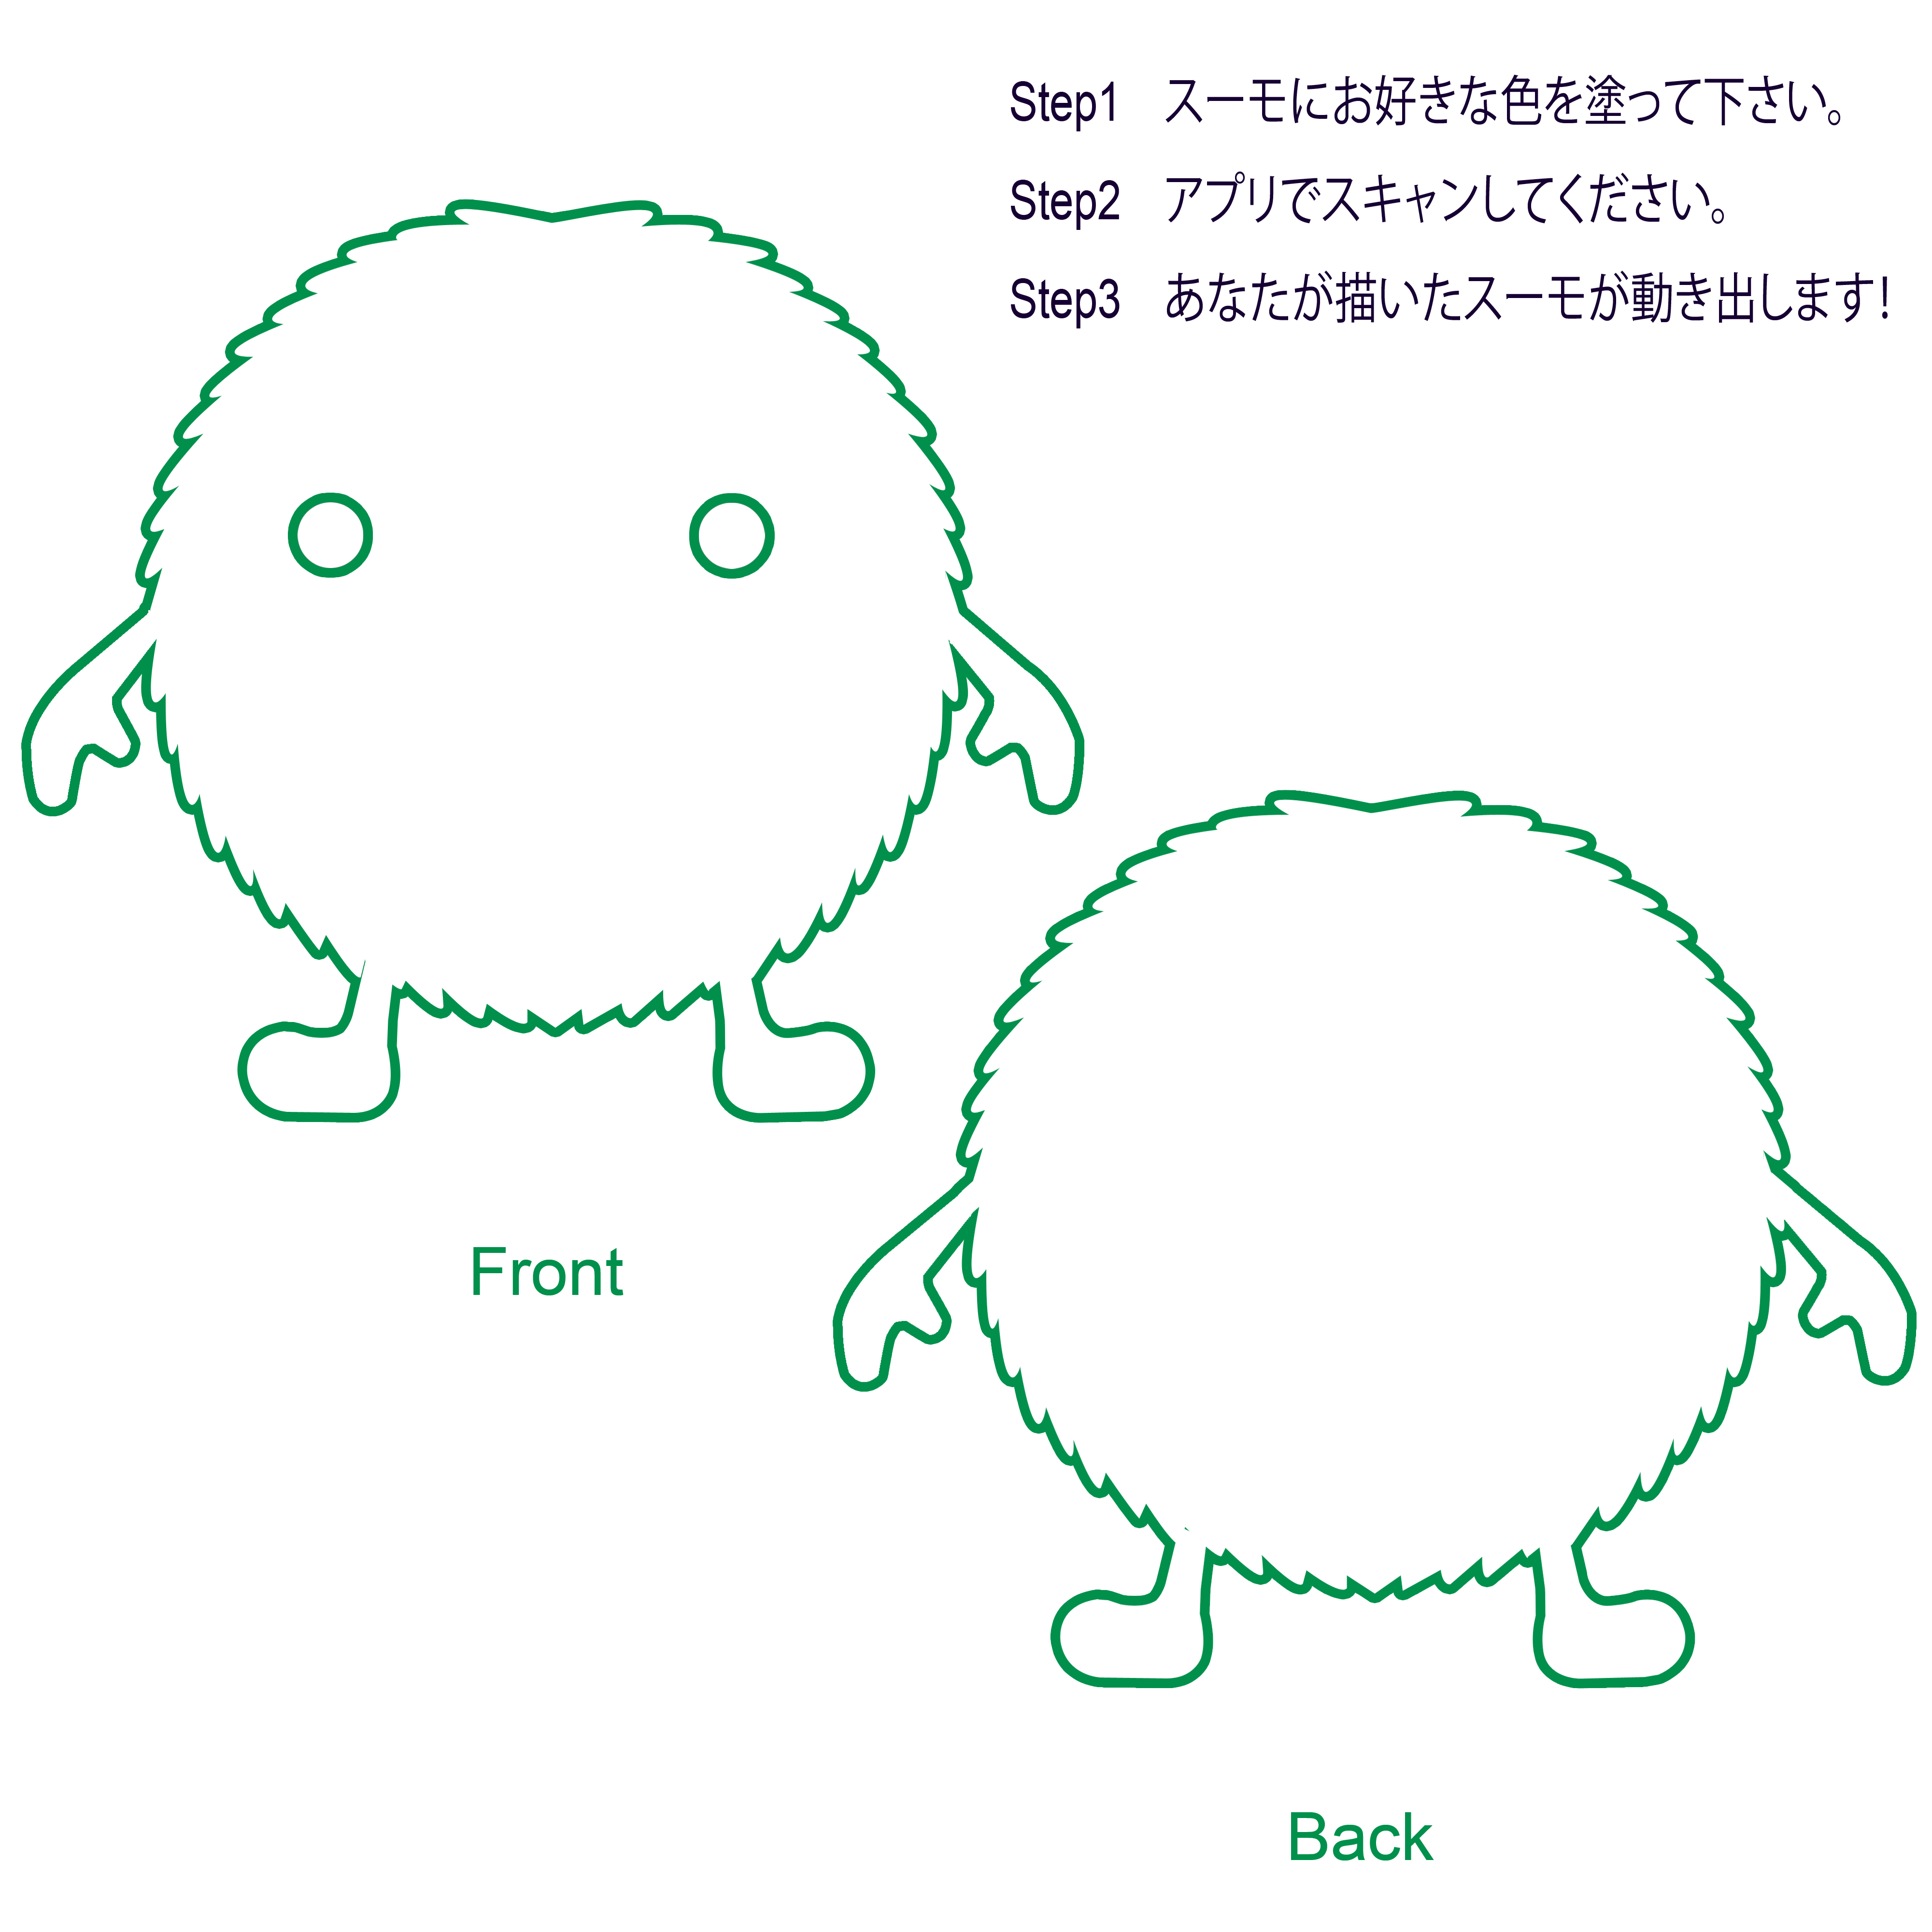 Step1 スーモにお好きな色を塗って下さい。
Step2 アプリでスキャンしてください。
Step3 あなたが描いたスーモが動き出します!
Front
Back